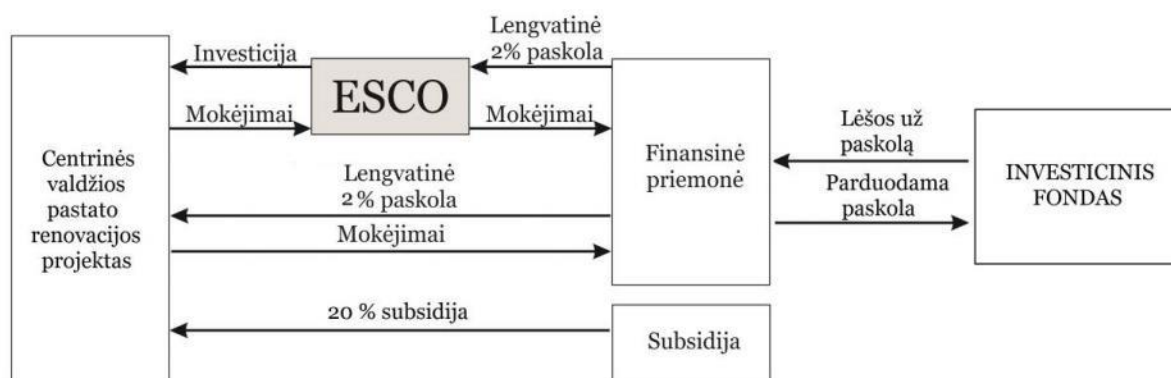 Investicija
Lengvatinė
2% paskola
ESCO
Mokėjimai
Mokėjimai
Centrinės
valdžios
pastato
renovacijos
projektas
Lengvatinė
2% paskola
Mokėjimai
Finansinė
priemonė
Lėšos už
paskolą
Parduodama
paskola
INVESTICINIS
FONDAS
20 % subsidija
Subsidija